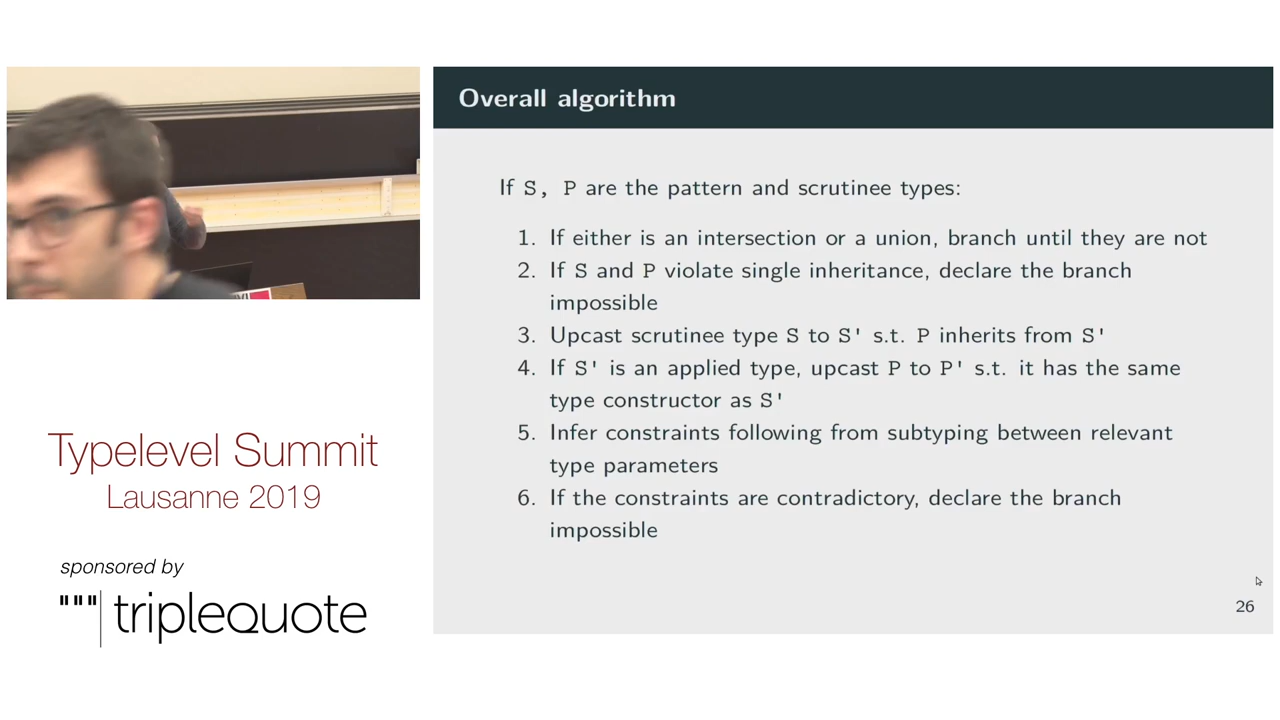 Overall algorithm
If S, P are the pattern and scrutinee types:
1. If either is an intersection or a union, branch until they are not
2. If S and P violate single inheritance, declare the branch
impossible
3. Upcast scrutinee type S to S' s.t. P inherits from S'
4. If S' is an applied type, upcast P to P' s.t. it has the same
type constructor as S'
5. Infer constraints following from subtyping between relevant
type parameters
6. If the constraints are contradictory, declare the branch
impossible
26
Typelevel Summit
Lausanne 2019
sponsored by
"""|triplequote